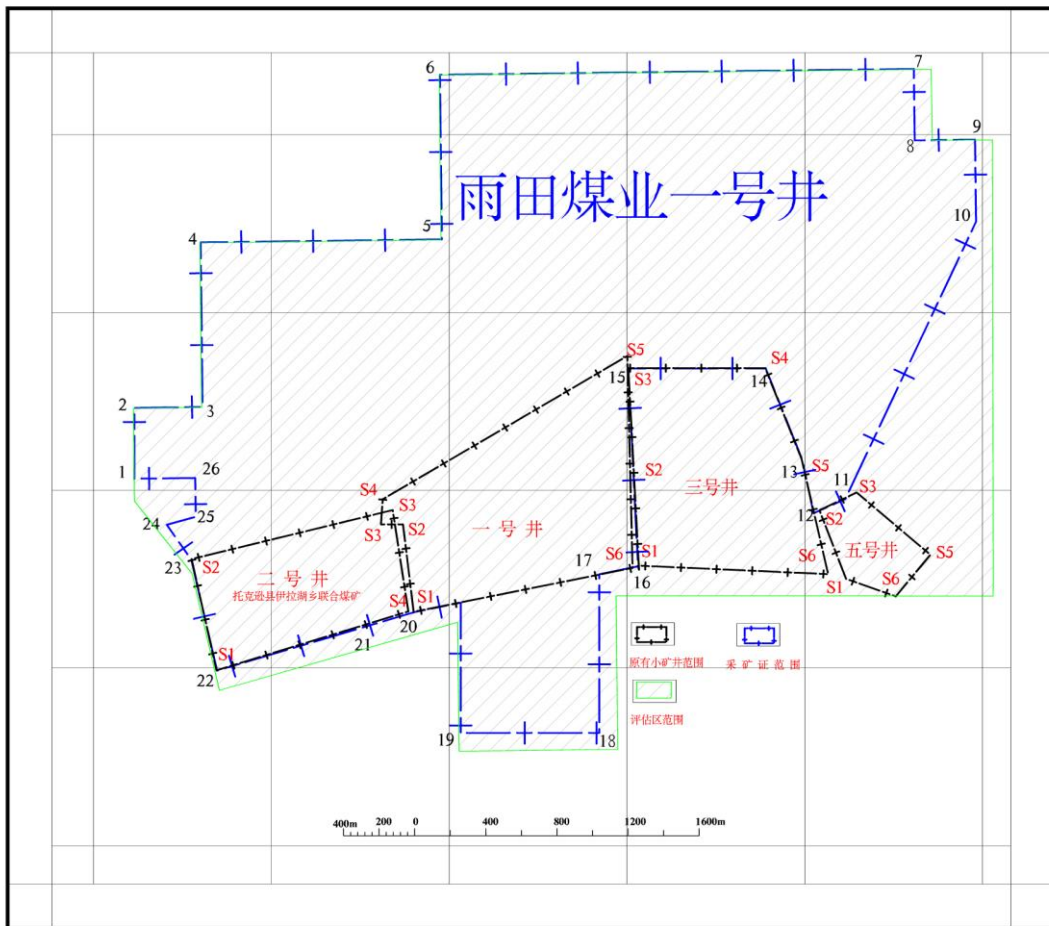 6
7
9
8
雨田煤业一号井
10
5
4
S5
15
S3
S4
14
2
3
1
26
S2
13
S5
三号井
11
S3
S4
S3
25
24
S3
S2
一号井
12
S2
五号井
S5
23
S2
二号井
托克逊县伊拉湖乡联合煤矿
17
S6
S1
16
S6
S1
S6
S4
S1
20
21
S1
22
原有小矿井范围
采矿证范围
评估区范围
19
18
400m 200 0 400 800 1200 1600m